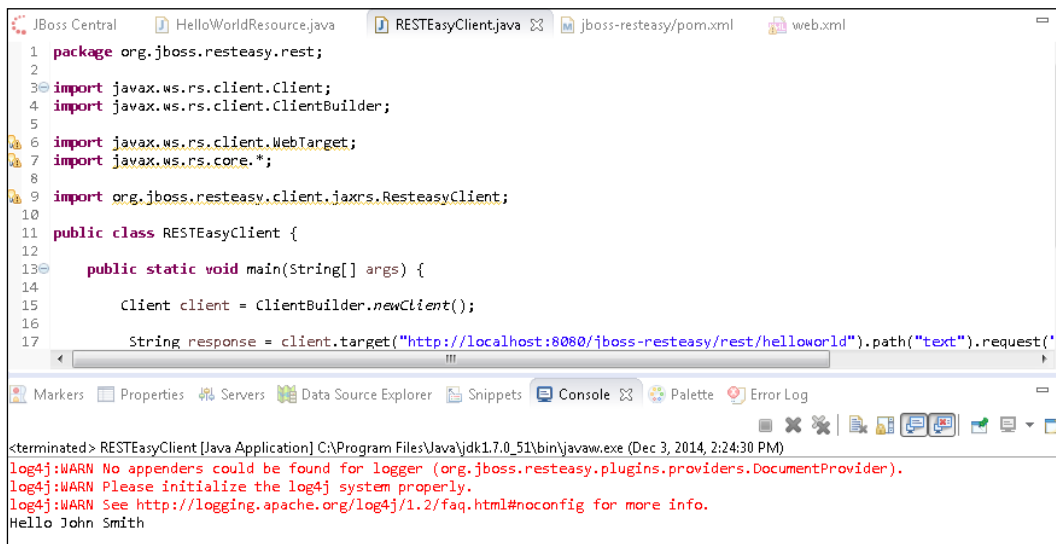 JBoss Central HelloWorldResource.java RESTEasyClient.java jboss-resteasy/pom.xml web.xml
1 package org.jboss.resteasy.rest;
2
3 import javax.ws.rs.client.Client;
4 import javax.ws.rs.client.ClientBuilder;
5
6 import javax.ws.rs.client.WebTarget;
7 import javax.ws.rs.core.*;
8
9 import org.jboss.resteasy.client.jaxrs.ResteasyClient;
10
11 public class RESTEasyClient {
12
13 public static void main(String[] args) {
14
15 Client client = ClientBuilder.newClient();
16
17 String response = client.target("http://localhost:8080/jboss-resteasy/rest/helloworld").path("text").request("
Markers Properties Servers Data Source Explorer Snippets Console Palette Error Log
<terminated> RESTEasyClient [Java Application] C:\Program Files\Java\jdk1.7.0_51\bin\javaw.exe (Dec 3, 2014, 2:24:30 PM)
log4j:WARN No appenders could be found for logger (org.jboss.resteasy.plugins.providers.DocumentProvider).
log4j:WARN Please initialize the log4j system properly.
log4j:WARN See http://logging.apache.org/log4j/1.2/faq.html#noconfig for more info.
Hello John Smith